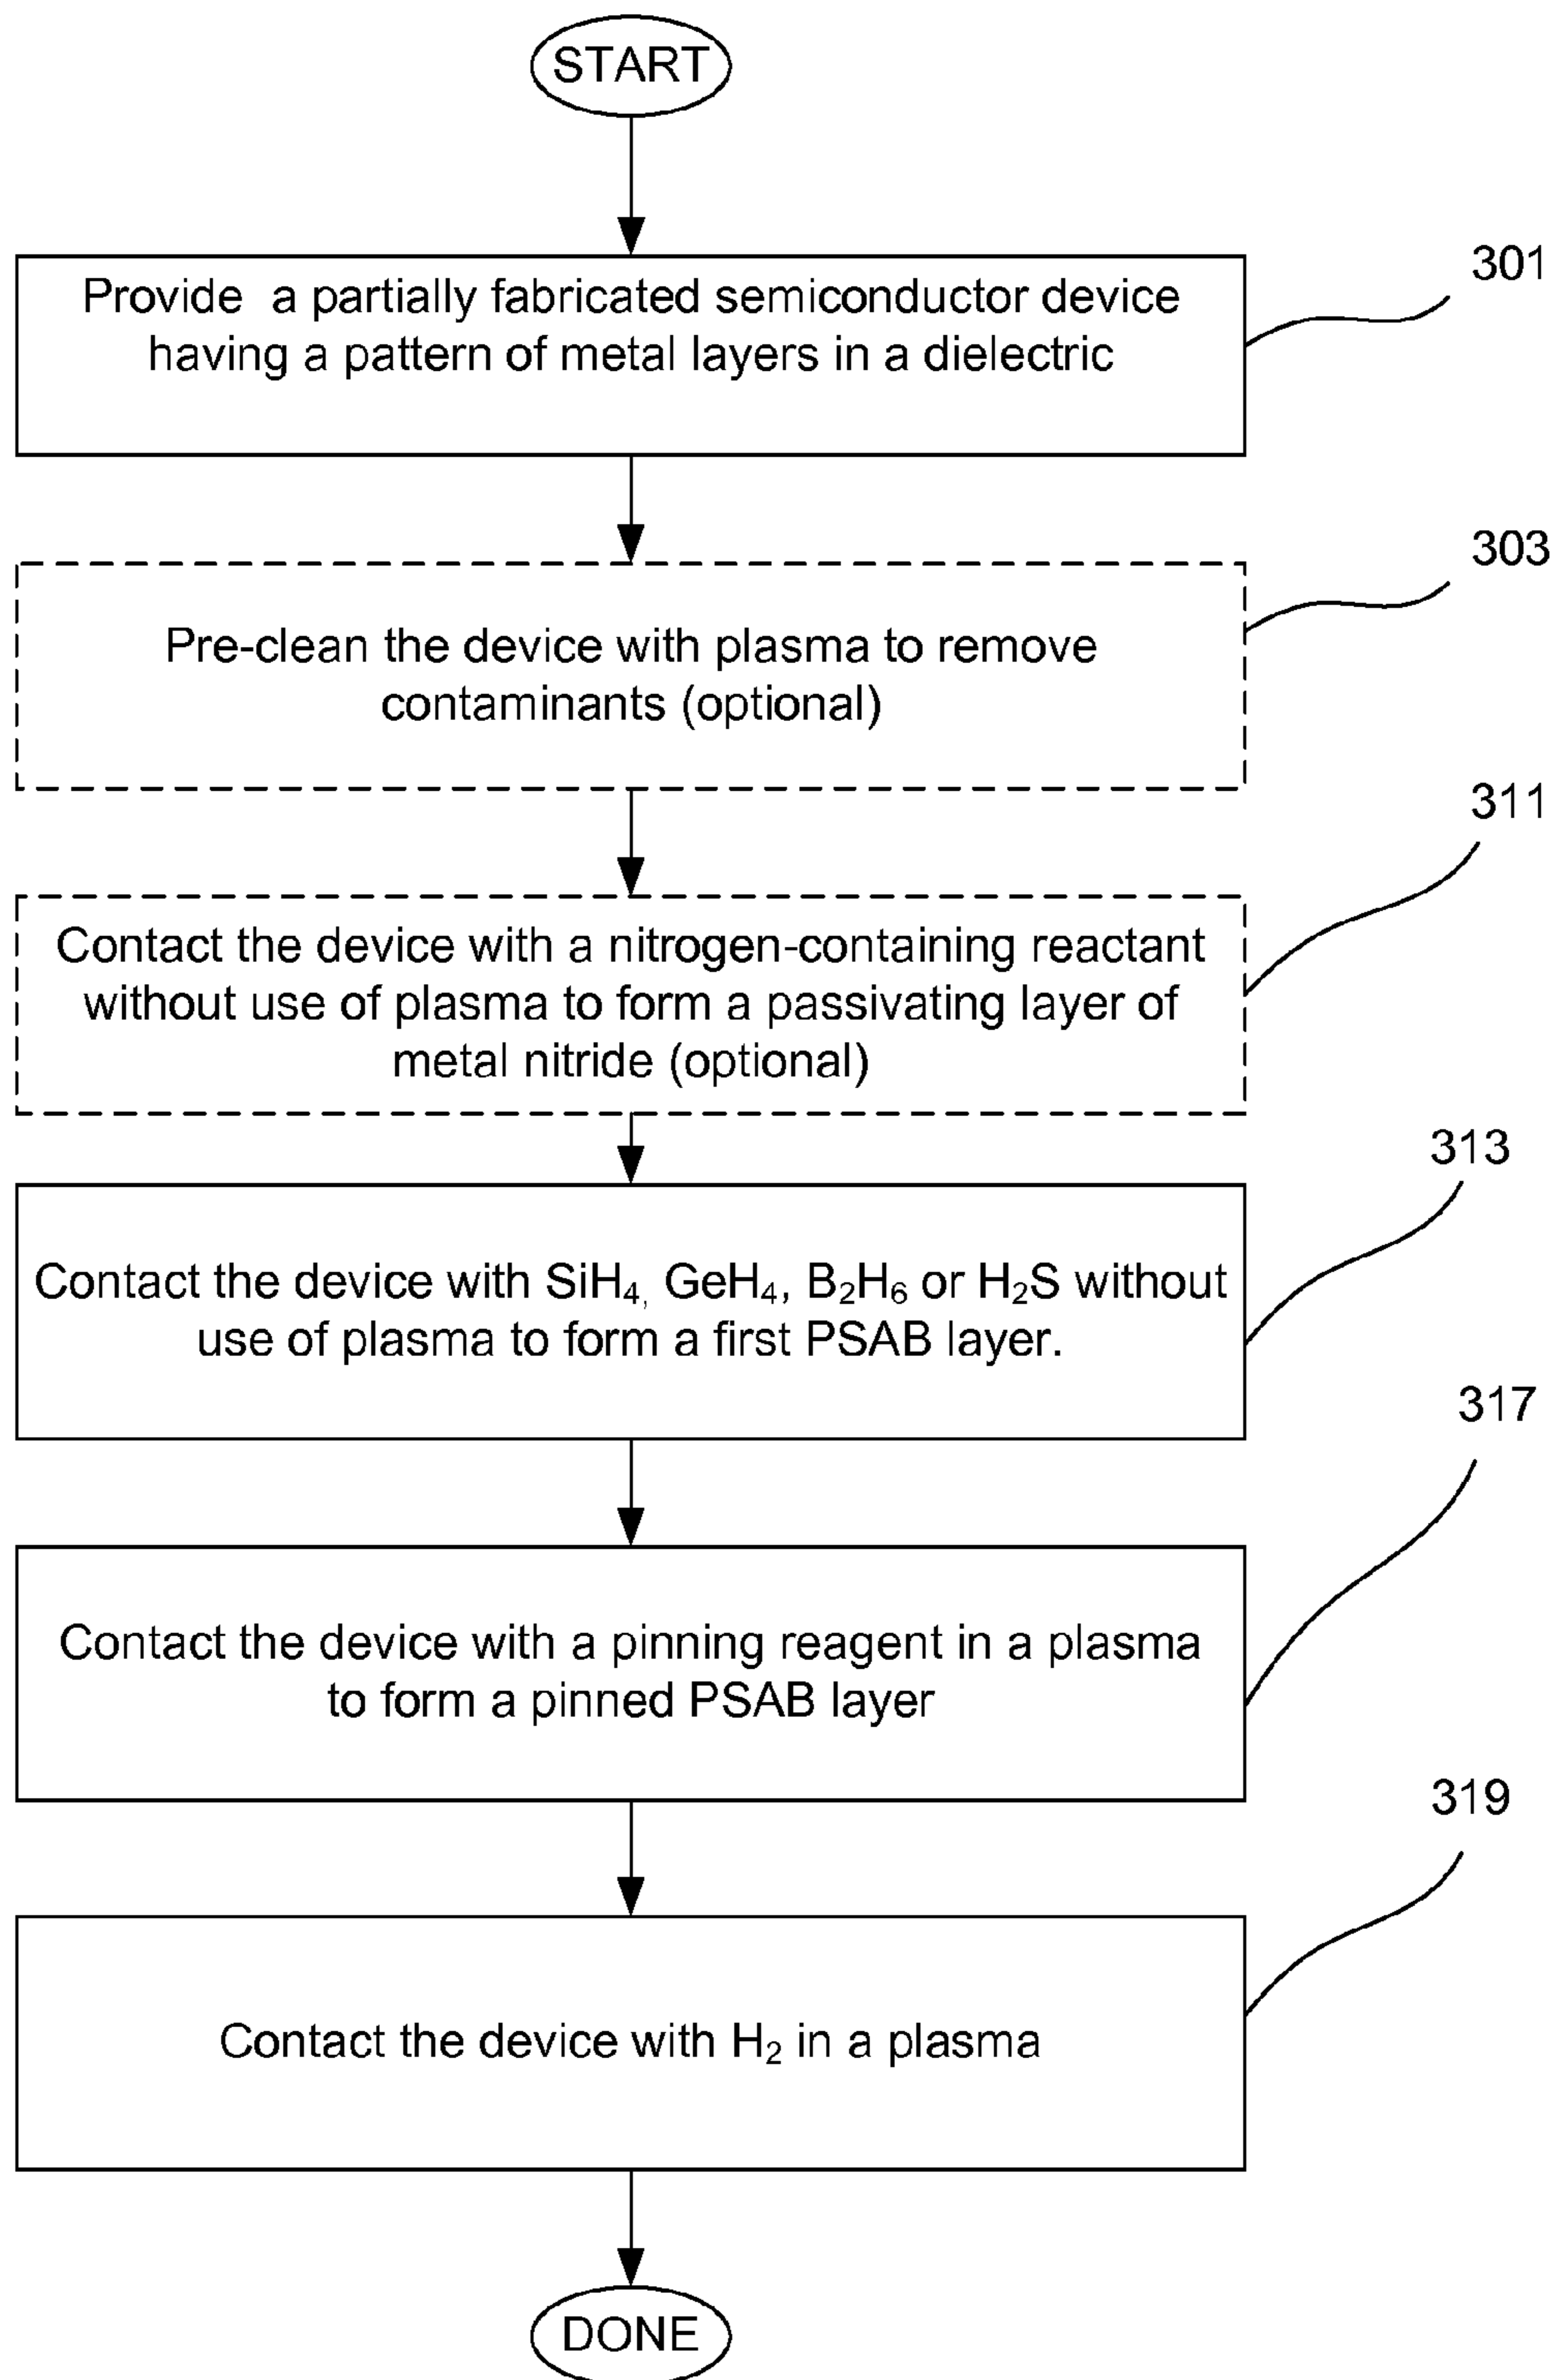 START
Provide a partially fabricated semiconductor device
having a pattern of metal layers in a dielectric
301
Pre-clean the device with plasma to remove
contaminants (optional)
303
Contact the device with a nitrogen-containing reactant
without use of plasma to form a passivating layer of
metal nitride (optional)
311
Contact the device with SiH₄, GeH₄, B₂H₆ or H₂S without
use of plasma to form a first PSAB layer.
313
Contact the device with a pinning reagent in a plasma
to form a pinned PSAB layer
317
Contact the device with H₂ in a plasma
319
DONE